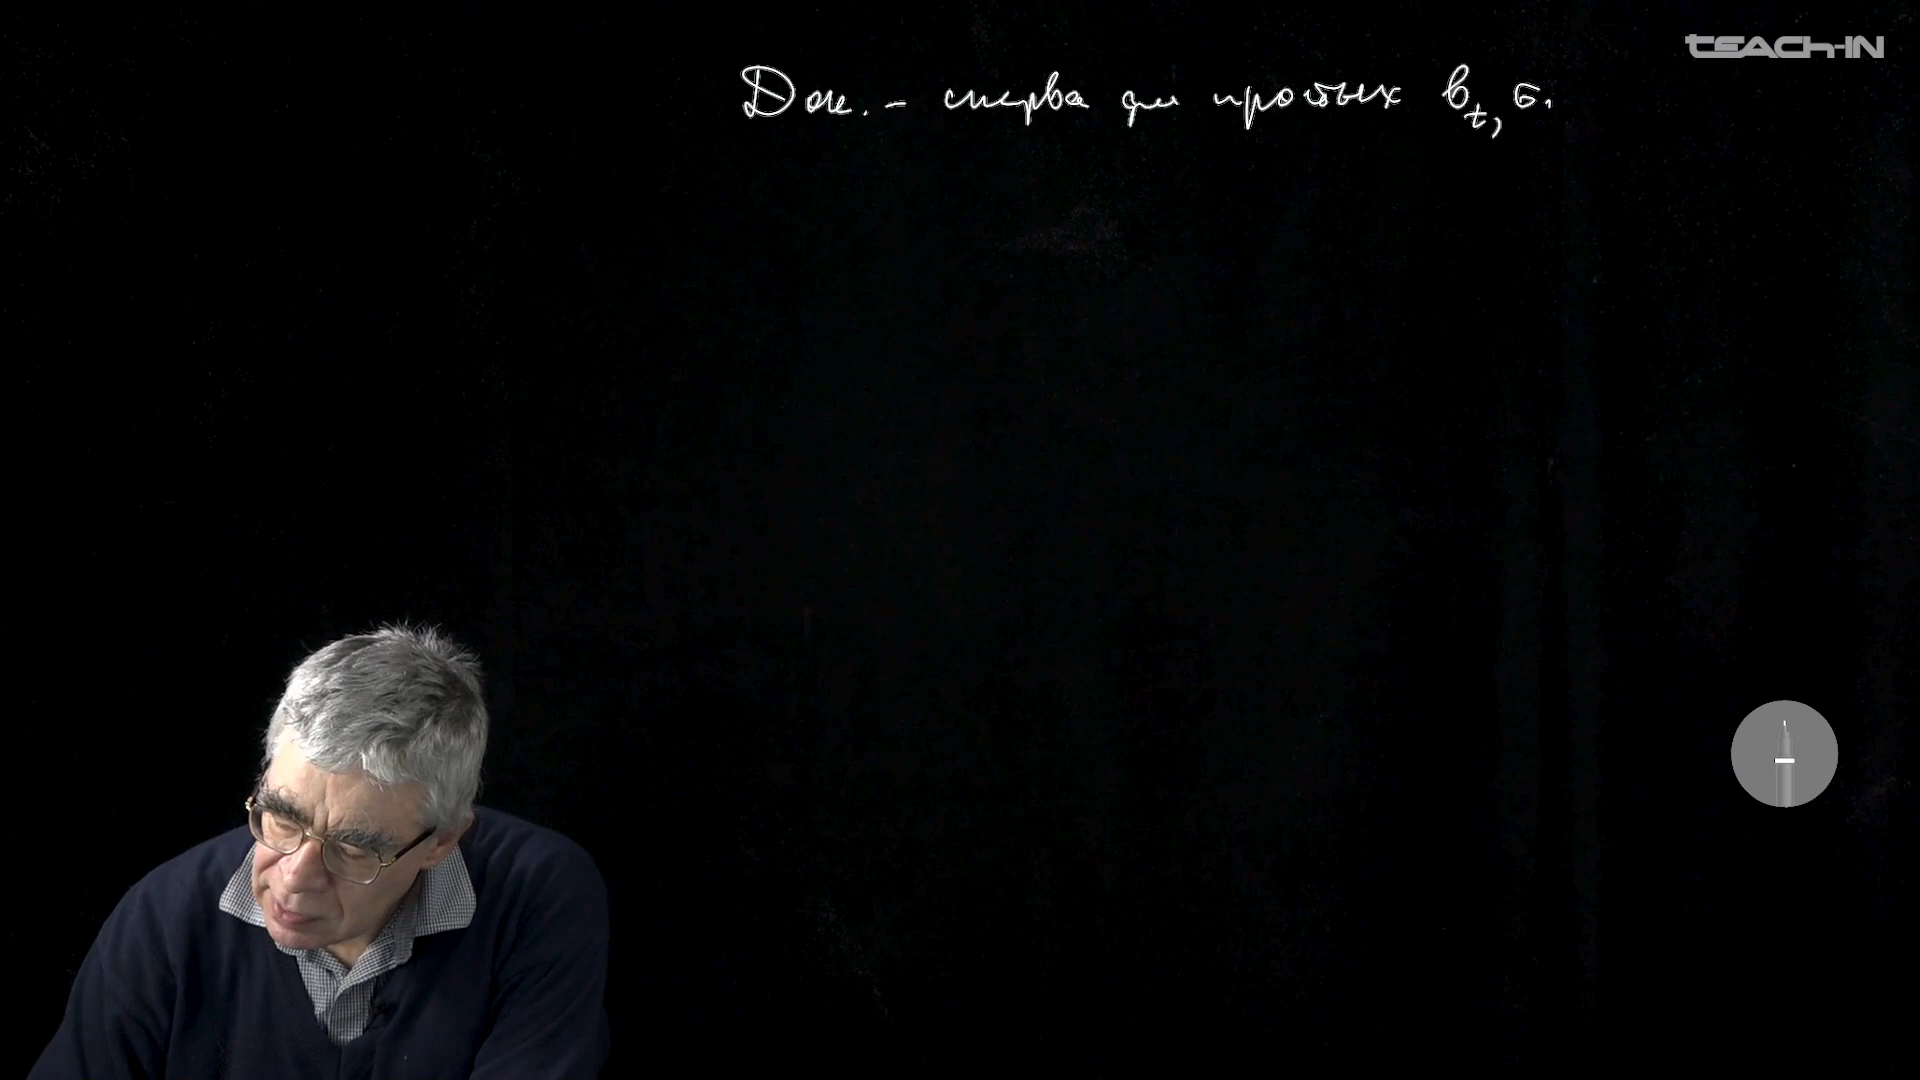 teach-in
Док. - сперва для простых b_t, σ.